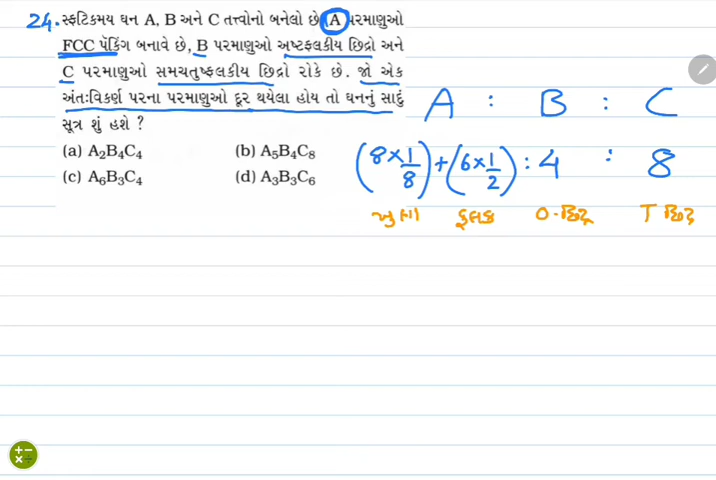 24. સ્ફટિકમય ઘન A, B અને C તત્ત્વોનો બનેલો છે. A પરમાણુઓ
FCC પૅકિંગ બનાવે છે, B પરમાણુઓ અષ્ટફલકીય છિદ્રો અને
C પરમાણુઓ સમચતુષ્ફલકીય છિદ્રો રોકે છે. જો એક
અંતઃવિકર્ણ પરના પરમાણુઓ દૂર થયેલા હોય તો ઘનનું સાદું
સૂત્ર શું હશે ?
(a) A₂B₄C₄ (b) A₅B₄C₈
(c) A₆B₃C₄ (d) A₃B₃C₆
A : B : C
(8 × 1/8) + (6 × 1/2) : 4 : 8
ખુણા ફલક O-છિદ્ર T છિદ્ર